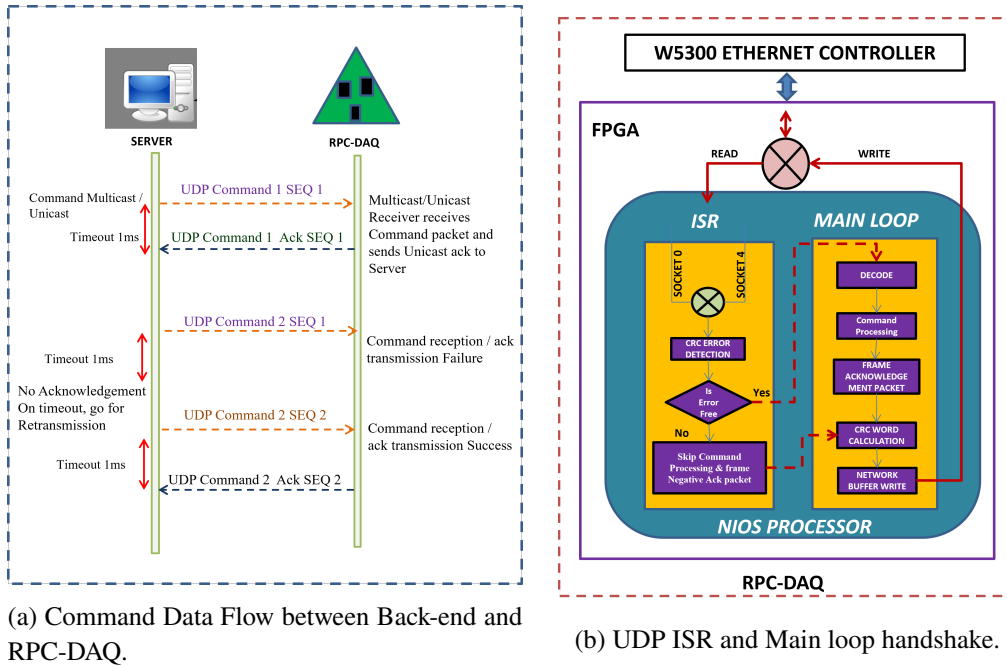 SERVER
RPC-DAQ
Command Multicast /
Unicast
Timeout 1ms
UDP Command 1 SEQ 1
UDP Command 1 Ack SEQ 1
Multicast/Unicast
Receiver receives
Command packet and
sends Unicast ack to
Server
UDP Command 2 SEQ 1
Timeout 1ms
Command reception / ack
transmission Failure
No Acknowledgement
On timeout, go for
Retransmission
UDP Command 2 SEQ 2
Command reception /
ack transmission Success
Timeout 1ms
UDP Command 2 Ack SEQ 2
(a) Command Data Flow between Back-end and
RPC-DAQ.
W5300 ETHERNET CONTROLLER
FPGA
READ
WRITE
ISR
SOCKET 0
SOCKET 4
CRC ERROR
DETECTION
Is
Error
Free
Yes
No
Skip Command
Processing & frame
Negative Ack packet
MAIN LOOP
DECODE
Command
Processing
FRAME
ACKNOWLEDGE
MENT PACKET
CRC WORD
CALCULATION
NETWORK
BUFFER WRITE
NIOS PROCESSOR
RPC-DAQ
(b) UDP ISR and Main loop handshake.